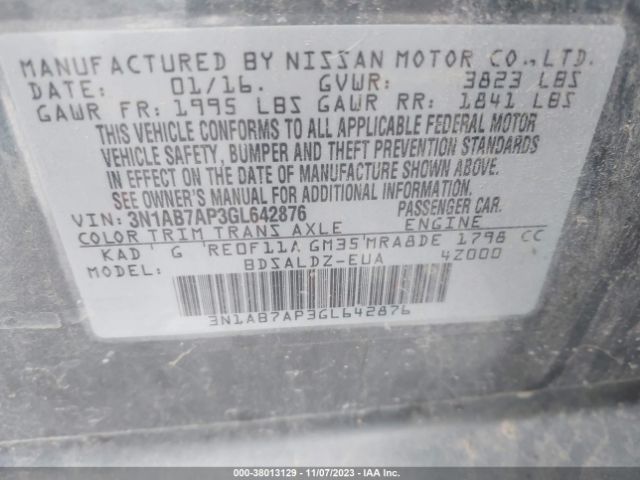 MANUFACTURED BY NISSAN MOTOR CO.,LTD.
DATE: 01/16. GVWR: 3823 LBS
GAWR FR: 1995 LBS GAWR RR: 1841 LBS
THIS VEHICLE CONFORMS TO ALL APPLICABLE FEDERAL MOTOR
VEHICLE SAFETY, BUMPER AND THEFT PREVENTION STANDARDS
IN EFFECT ON THE DATE OF MANUFACTURE SHOWN ABOVE.
SEE OWNER'S MANUAL FOR ADDITIONAL INFORMATION.
VIN: 3N1AB7AP3GL642876 PASSENGER CAR.
COLOR TRIM TRANS AXLE ENGINE
KAD G RE0F11A GM35 MRA8DE 1798 CC
MODEL: BDSALDZ-EUA 4Z000
3N1AB7AP3GL642876
000-38013129 - 11/07/2023 - IAA Inc.